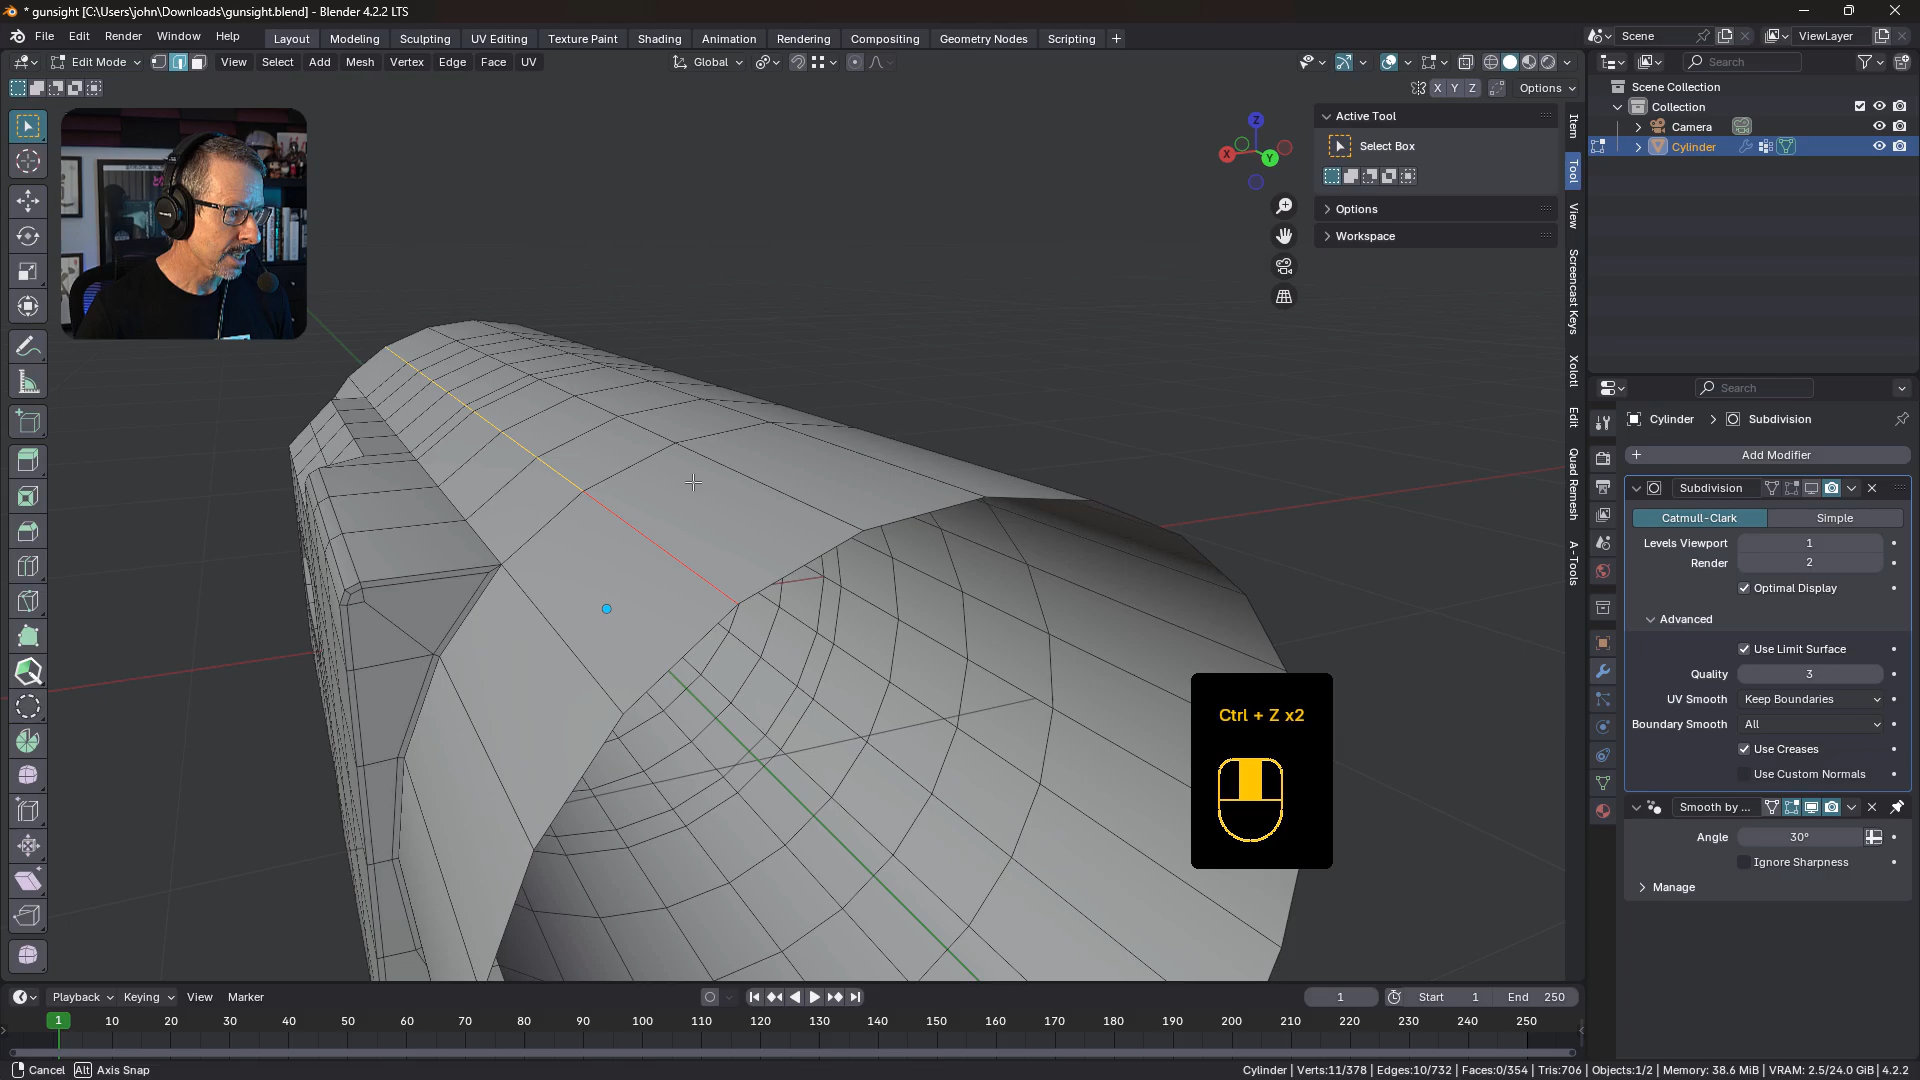 * gunsight [C:\Users\john\Downloads\gunsight.blend] - Blender 4.2.2 LTS
File Edit Render Window Help Layout Modeling Sculpting UV Editing Texture Paint Shading Animation Rendering Compositing Geometry Nodes Scripting + Scene ViewLayer
Edit Mode View Select Add Mesh Vertex Edge Face UV Global Search
X Y Z Options
Scene Collection
Collection
Camera
Cylinder
Active Tool
Select Box
Options
Workspace
Item
Tool
View
Screencast Keys
Xolotl
Edit
Quad Remesh
A-Tools
Z
X
Y
Search
Cylinder > Subdivision
+ Add Modifier
Subdivision
Catmull-Clark Simple
Levels Viewport 1
Render 2
Optimal Display
Advanced
Use Limit Surface
Quality 3
UV Smooth Keep Boundaries
Boundary Smooth All
Use Creases
Use Custom Normals
Smooth by ...
Angle 30°
Ignore Sharpness
Manage
Ctrl + Z x2
Playback Keying View Marker 1 Start 1 End 250
1 10 20 30 40 50 60 70 80 90 100 110 120 130 140 150 160 170 180 190 200 210 220 230 240 250
Cancel Alt Axis Snap
Cylinder | Verts:11/378 | Edges:10/732 | Faces:0/354 | Tris:706 | Objects:1/2 | Memory: 38.6 MiB | VRAM: 2.5/24.0 GiB | 4.2.2